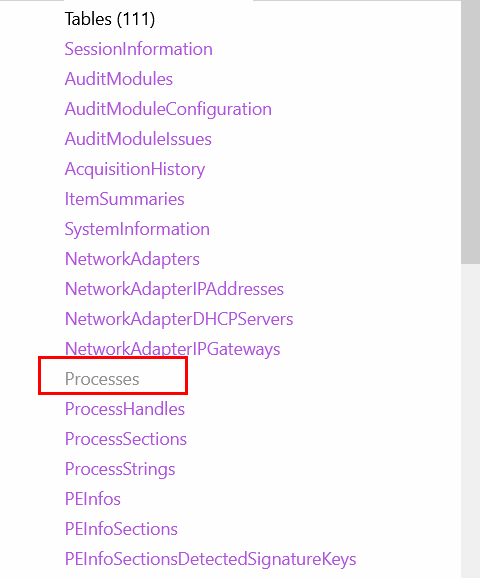 Tables (111)
SessionInformation
AuditModules
AuditModuleConfiguration
AuditModuleIssues
AcquisitionHistory
ItemSummaries
SystemInformation
NetworkAdapters
NetworkAdapterIPAddresses
NetworkAdapterDHCPServers
NetworkAdapterIPGateways
Processes
ProcessHandles
ProcessSections
ProcessStrings
PEInfos
PEInfoSections
PEInfoSectionsDetectedSignatureKeys